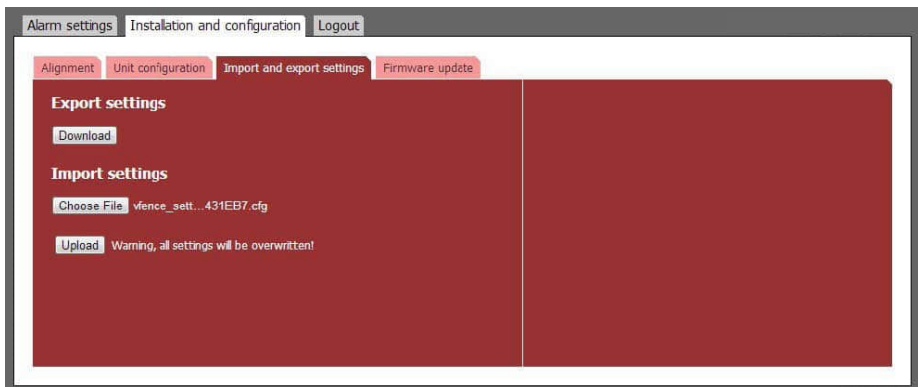 Alarm settings Installation and configuration Logout
Alignment Unit configuration Import and export settings Firmware update
Export settings
Download
Import settings
Choose File vfence_sett...431EB7.cfg
Upload Warning, all settings will be overwritten!